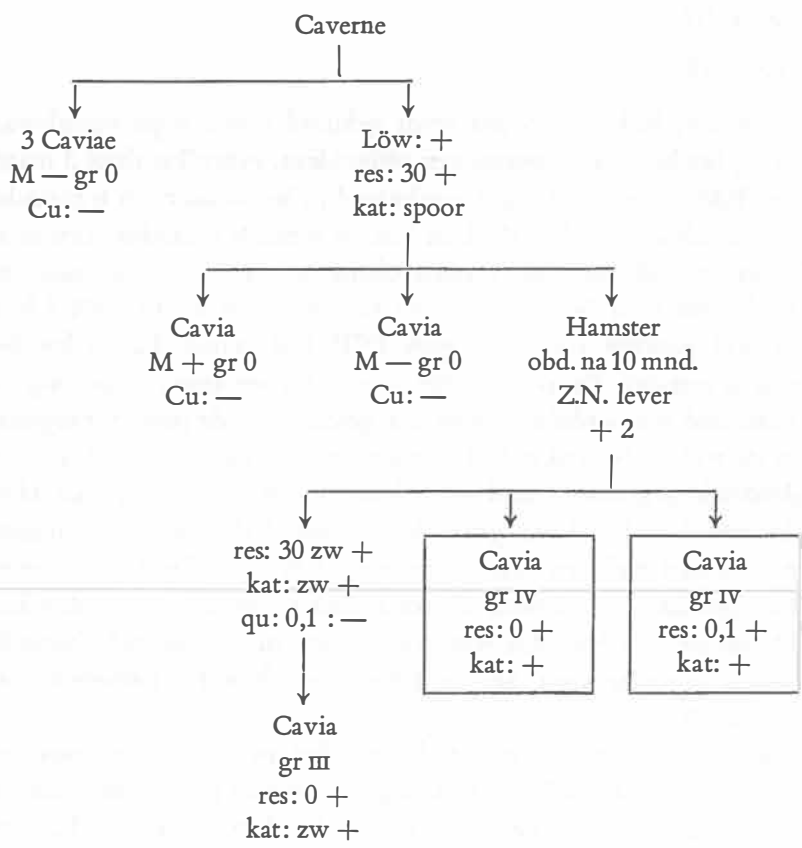 Caverne
3 Caviae
M — gr 0
Cu: —
Löw: +
res: 30 +
kat: spoor
Cavia
M + gr 0
Cu: —
Cavia
M — gr 0
Cu: —
Hamster
obd. na 10 mnd.
Z.N. lever
+ 2
res: 30 zw +
kat: zw +
qu: 0,1 : —
Cavia
gr III
res: 0 +
kat: zw +
Cavia
gr IV
res: 0 +
kat: +
Cavia
gr IV
res: 0,1 +
kat: +